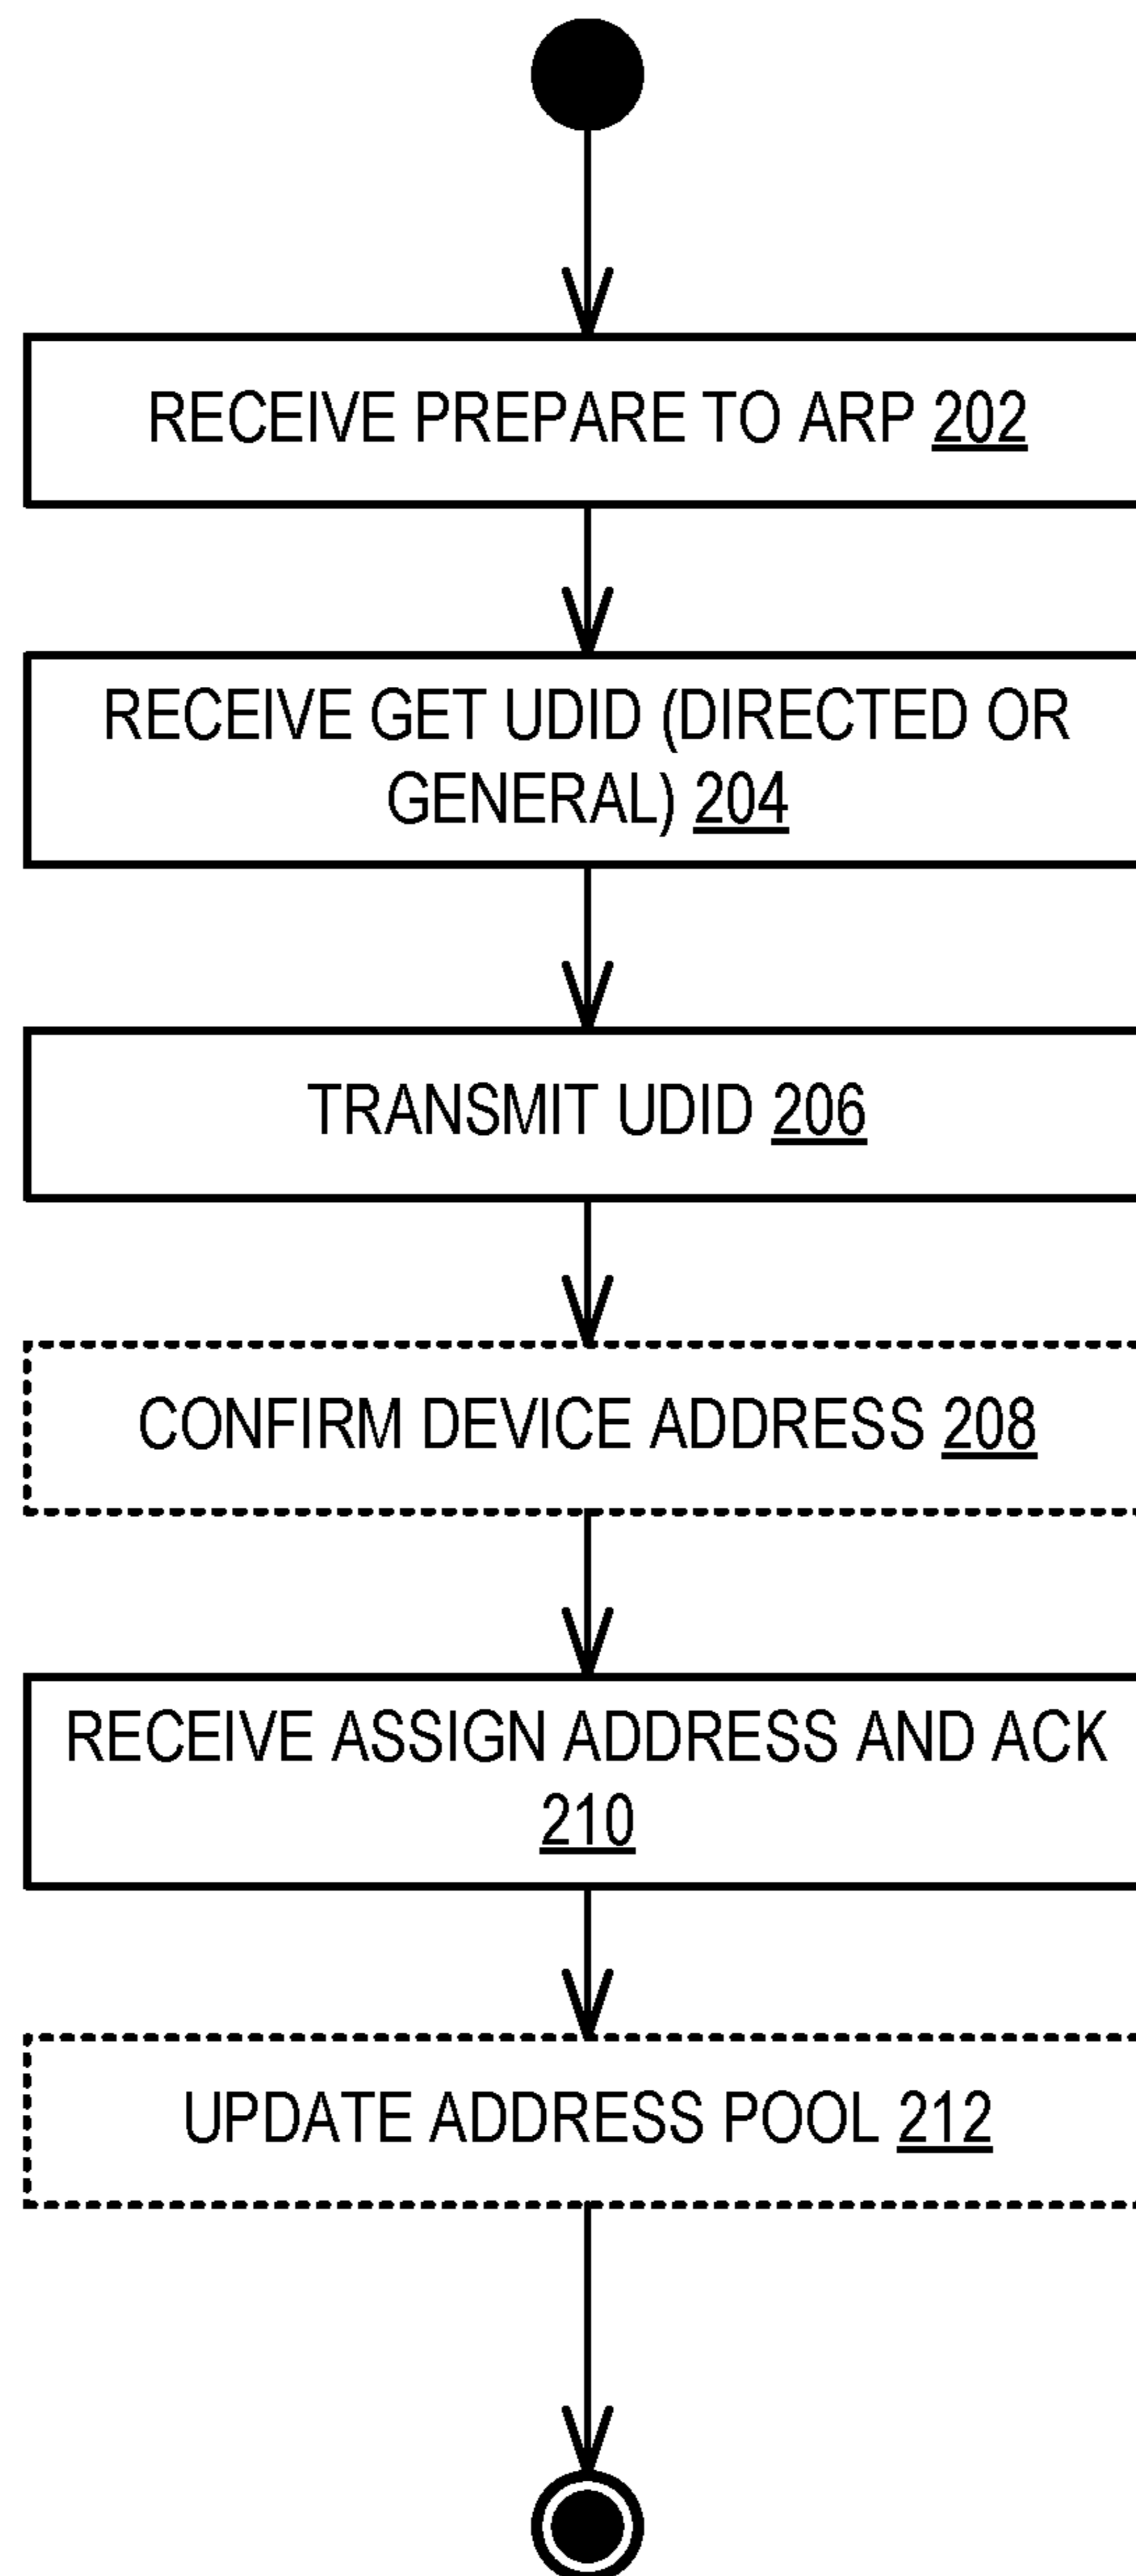 RECEIVE PREPARE TO ARP 202
RECEIVE GET UDID (DIRECTED OR
GENERAL) 204
TRANSMIT UDID 206
CONFIRM DEVICE ADDRESS 208
RECEIVE ASSIGN ADDRESS AND ACK
210
UPDATE ADDRESS POOL 212